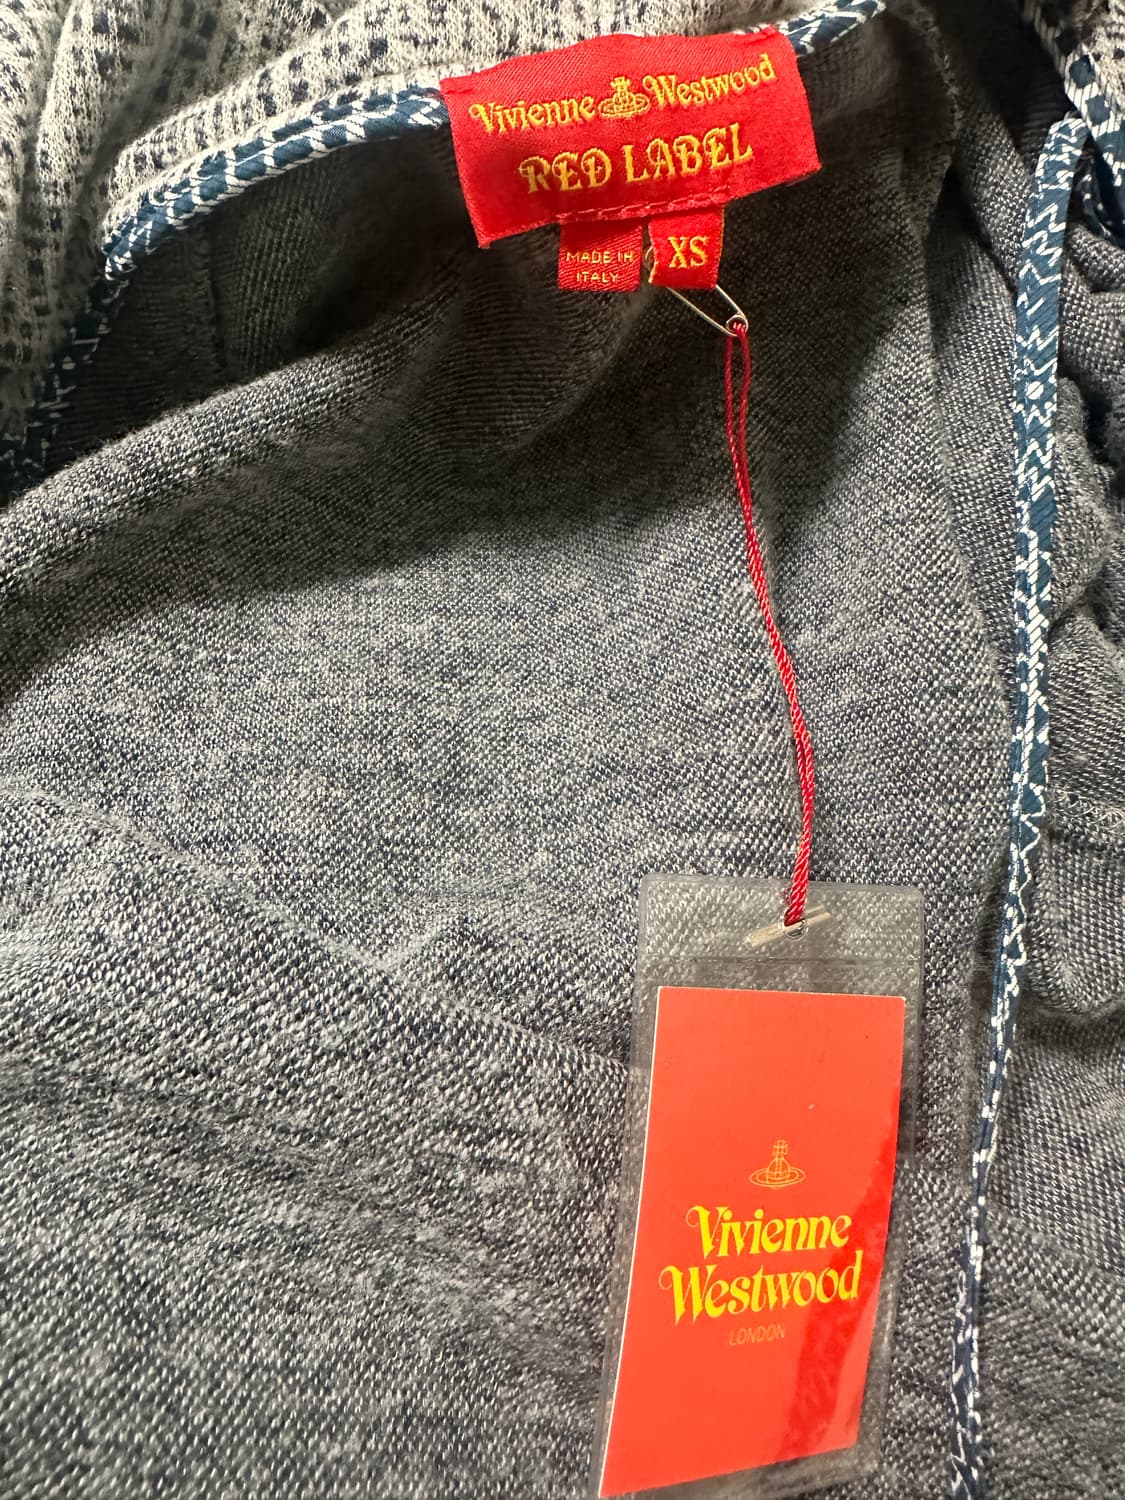 Vivienne Westwood
RED LABEL
MADE IN
ITALY
XS
Vivienne
Westwood
LONDON